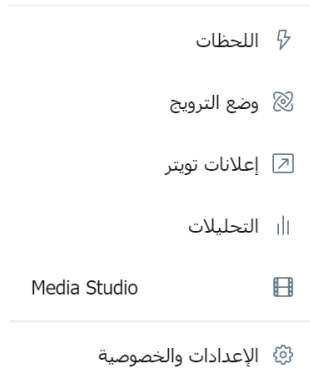 اللحظات
وضع الترويج
إعلانات تويتر
التحليلات
Media Studio
الإعدادات والخصوصية